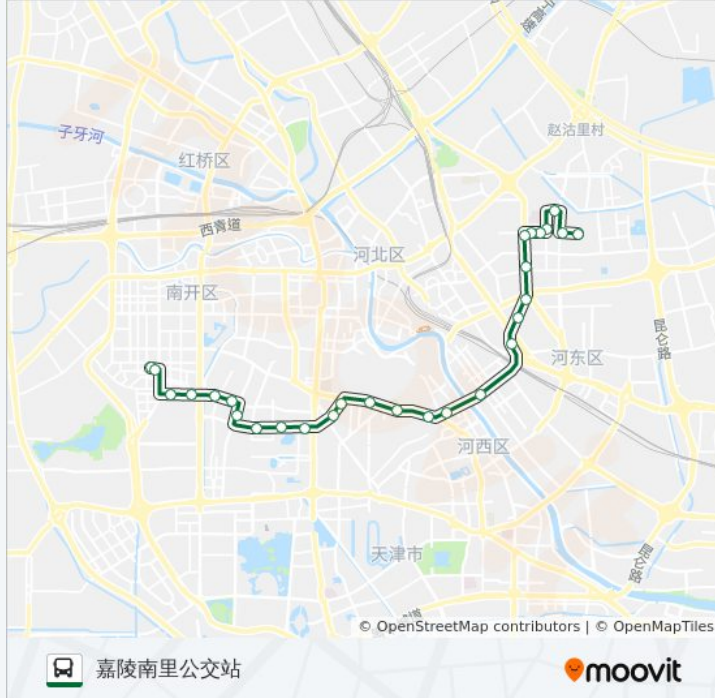 赵沽里村
子牙河
红桥区
西青道
河北区
南开区
昆仑路
河东区
河西区
天津市
昆仑路
© OpenStreetMap contributors | © OpenMapTiles
嘉陵南里公交站
moovit